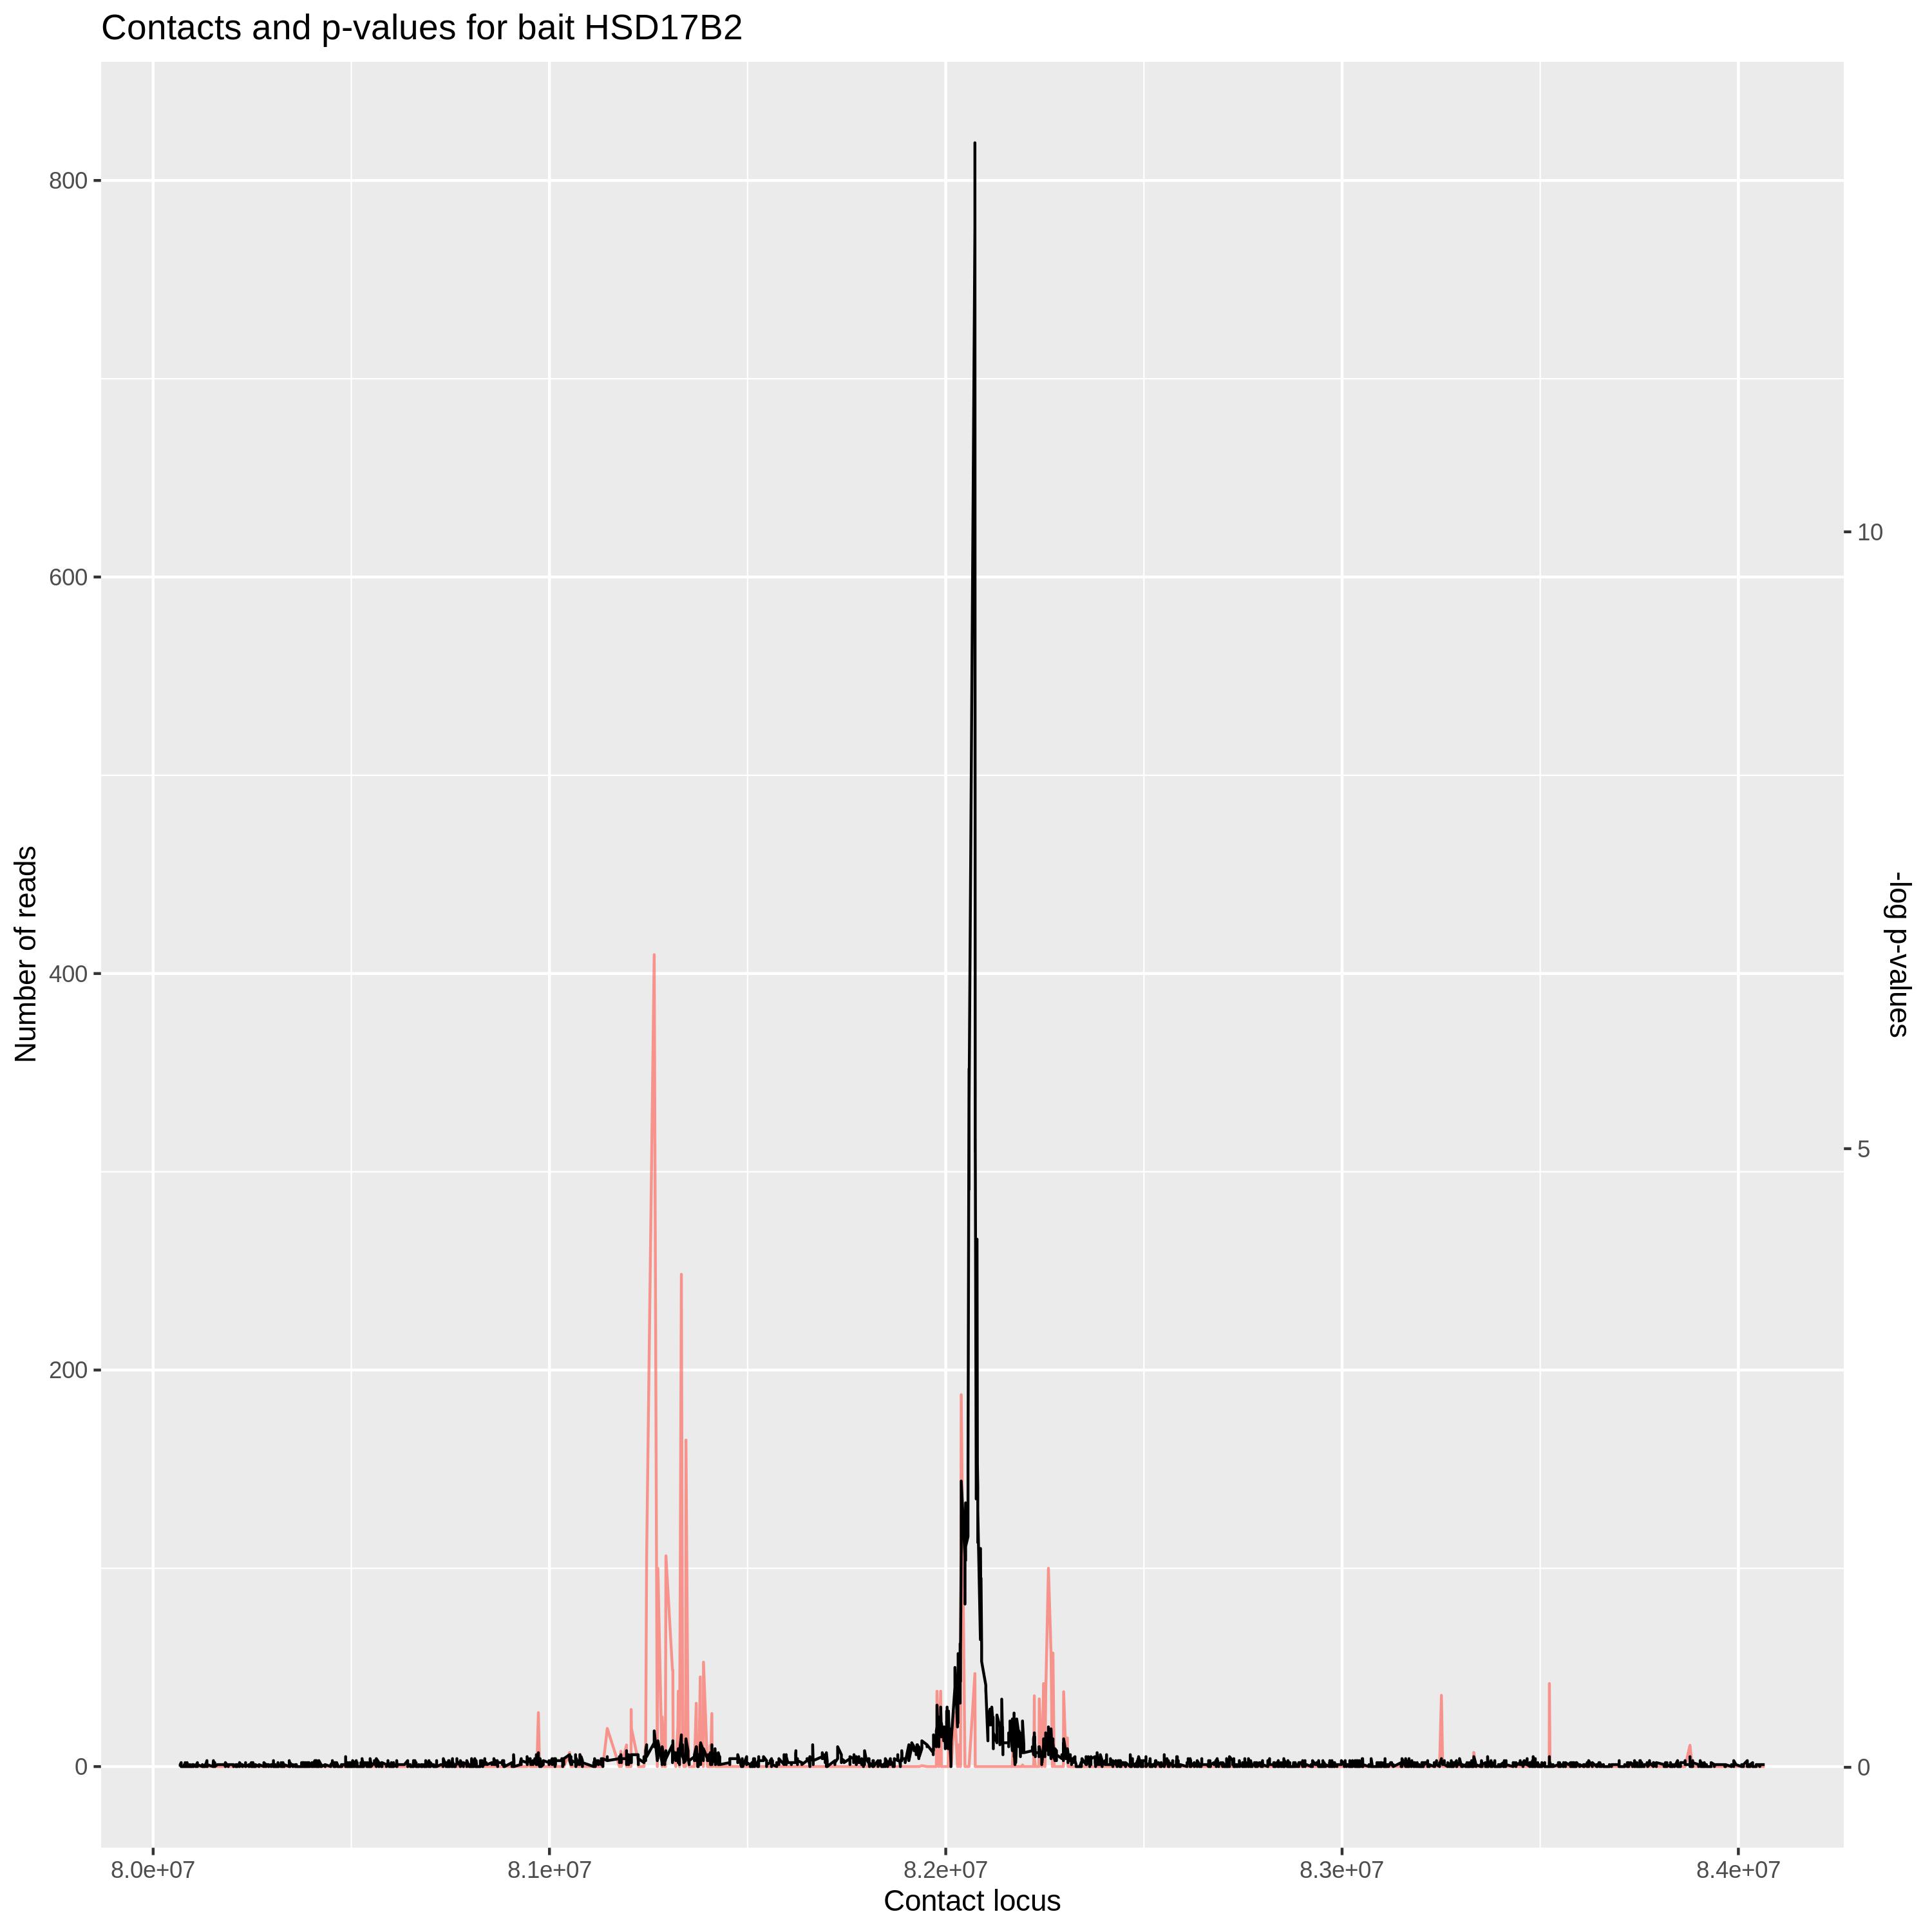 Contacts and p-values for bait HSD17B2
800
600
400
200
0
Number of reads
10
5
0
-log p-values
8.0e+07
8.1e+07
8.2e+07
8.3e+07
8.4e+07
Contact locus